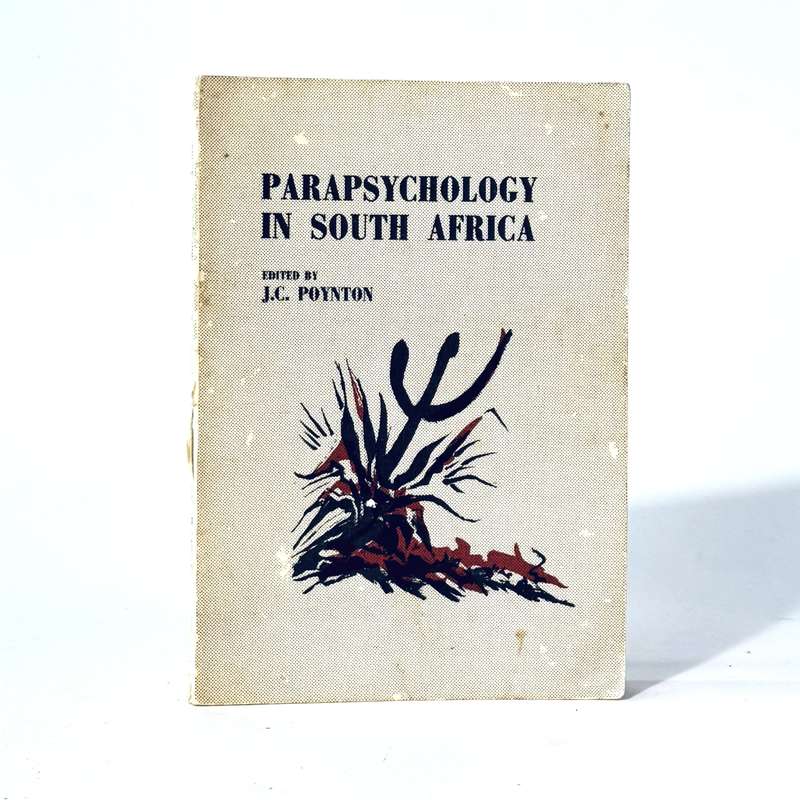 PARAPSYCHOLOGY
IN SOUTH AFRICA
EDITED BY
J.C. POYNTON